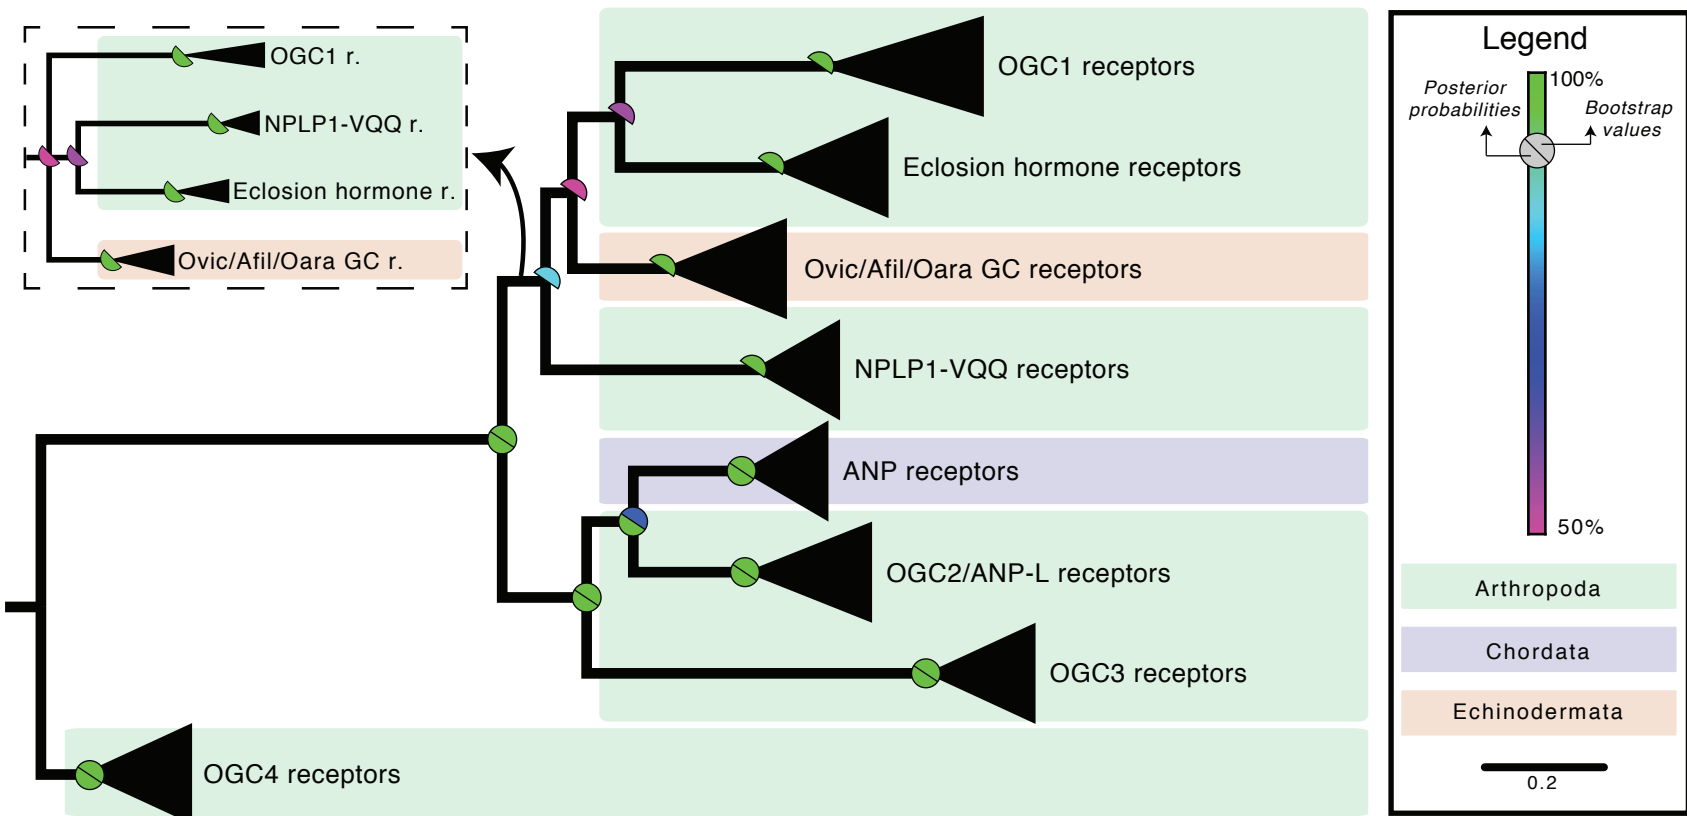 OGC1 r.
NPLP1-VQQ r.
Eclosion hormone r.
Ovic/Afil/Oara GC r.
OGC1 receptors
Eclosion hormone receptors
Ovic/Afil/Oara GC receptors
NPLP1-VQQ receptors
ANP receptors
OGC2/ANP-L receptors
OGC3 receptors
OGC4 receptors
Legend
100%
Posterior
probabilities
Bootstrap
values
50%
Arthropoda
Chordata
Echinodermata
0.2